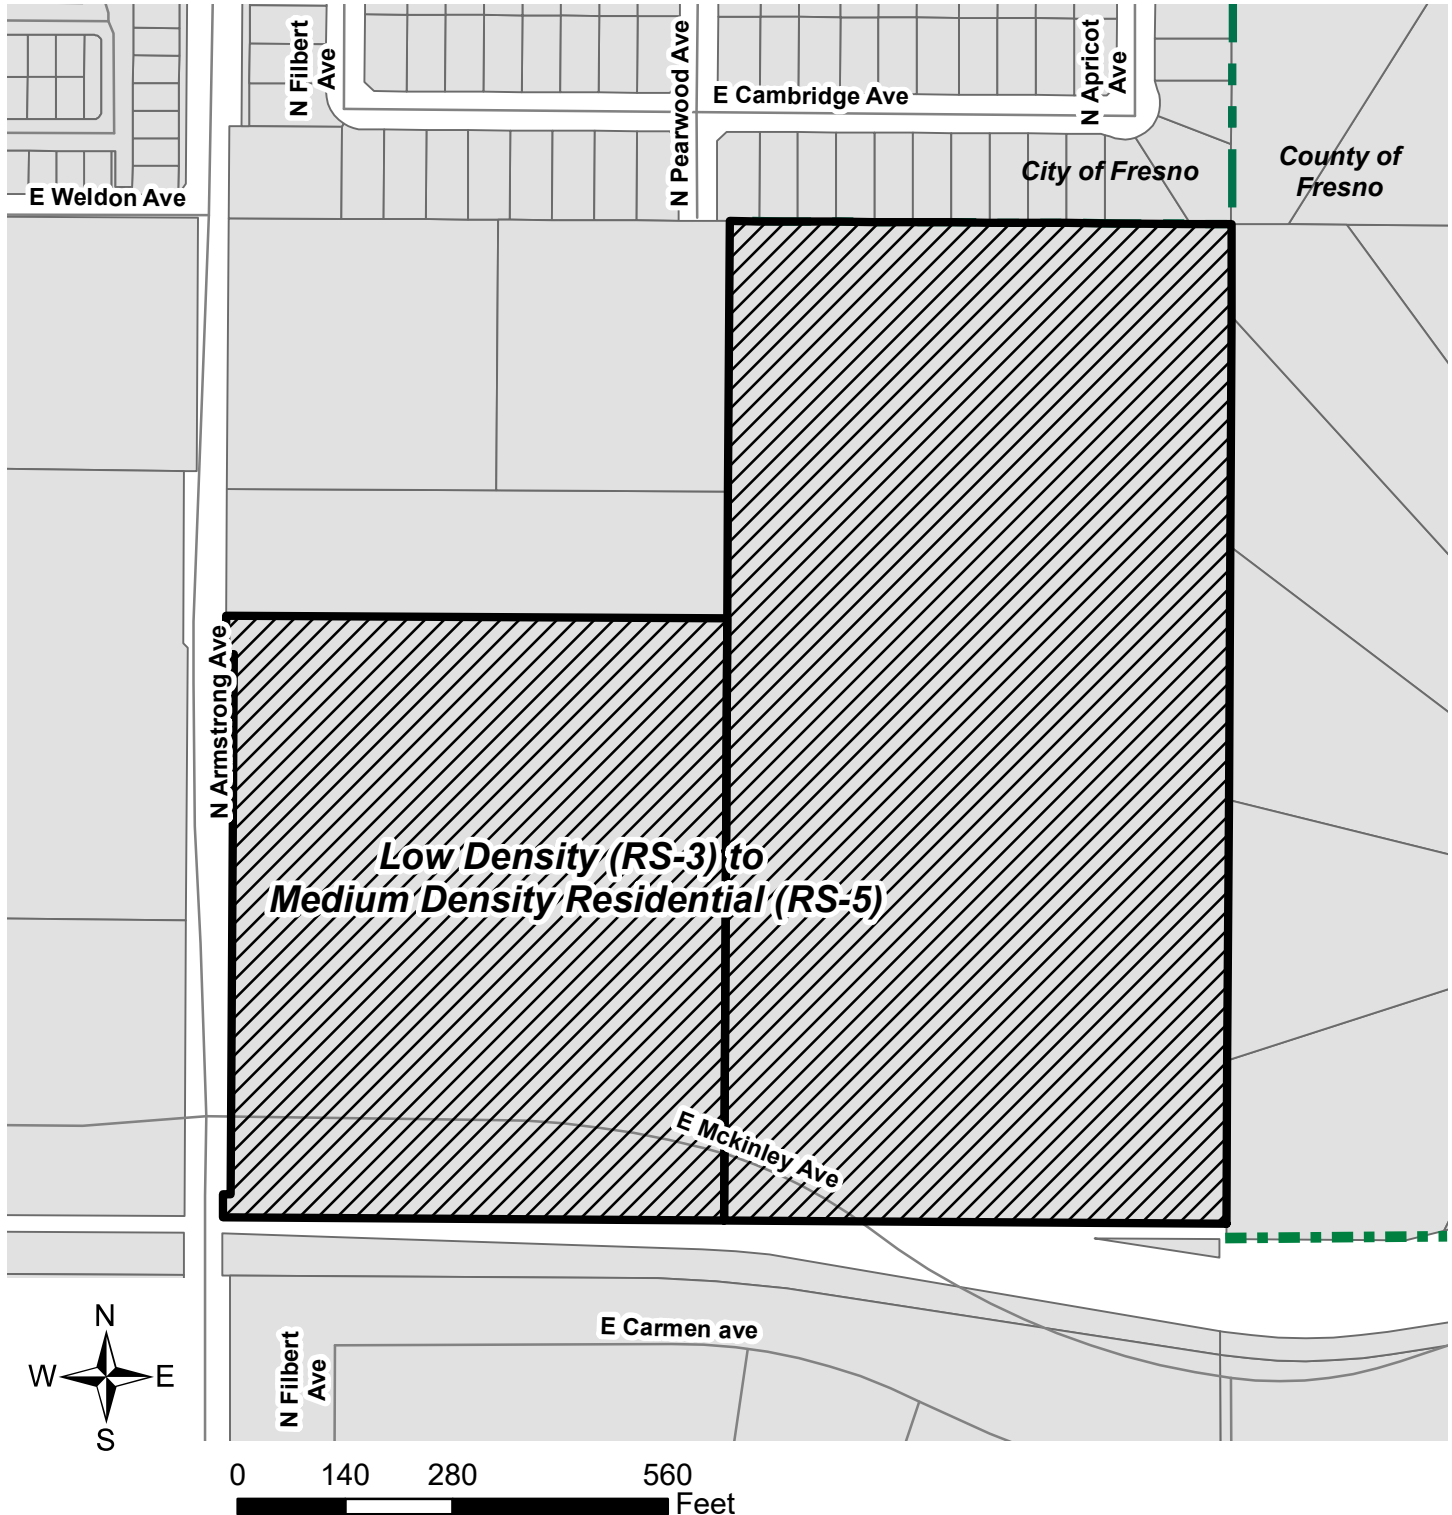 N Filbert
Ave
N Pearwood Ave
N Apricot
Ave
E Cambridge Ave
City of Fresno
County of
Fresno
E Weldon Ave
N Armstrong Ave
Low Density (RS-3) to
Medium Density Residential (RS-5)
E Mckinley Ave
E Carmen ave
N Filbert
Ave
N
W E
S
0 140 280 560
Feet